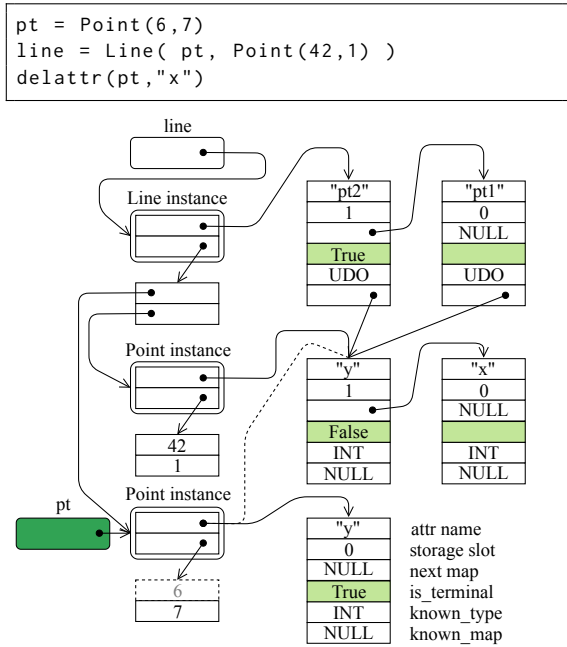 pt = Point(6,7)
line = Line( pt, Point(42,1) )
delattr(pt,"x")
line
Line instance
"pt2"
1
True
UDO
"pt1"
0
NULL
UDO
Point instance
42
1
"y"
1
False
INT
NULL
"x"
0
NULL
INT
NULL
pt
Point instance
6
7
"y"
0
NULL
True
INT
NULL
attr name
storage slot
next map
is_terminal
known_type
known_map